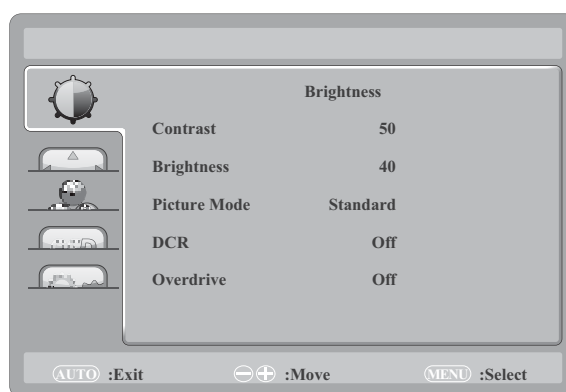 Brightness
Contrast 50
Brightness 40
Picture Mode Standard
DCR Off
Overdrive Off
AUTO :Exit :Move MENU :Select